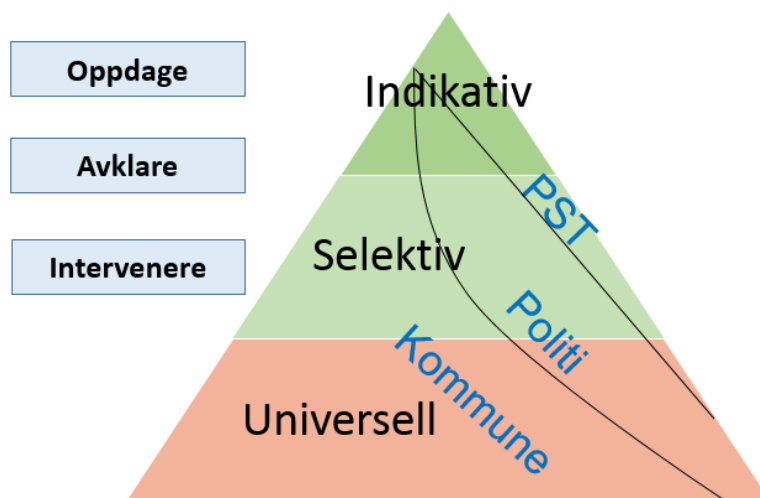 Oppdage
Avklare
Intervenere
Indikativ
Selektiv
Universell
PST
Politi
Kommune